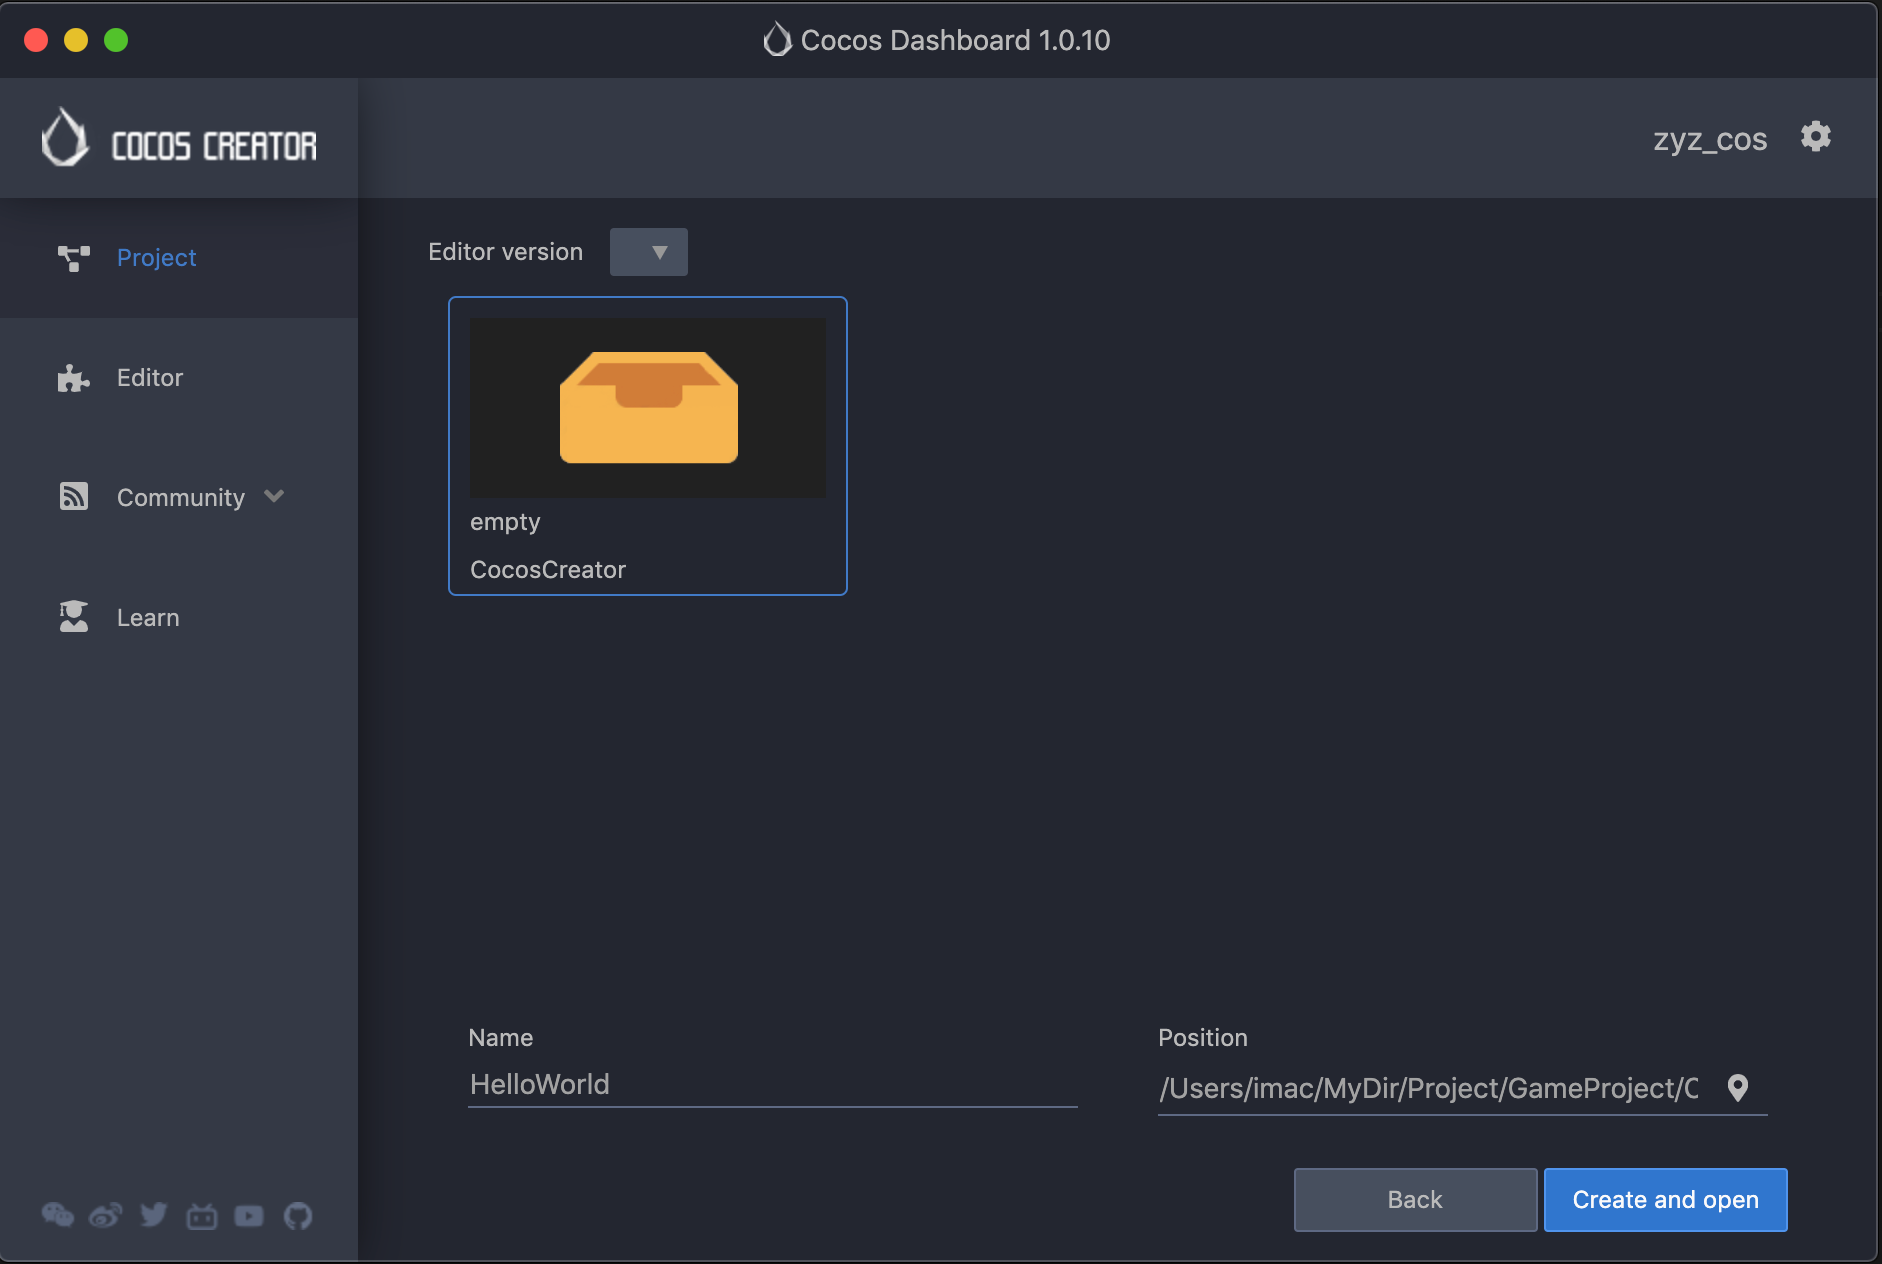 Cocos Dashboard 1.0.10
COCOS CREATOR
zyz_cos
Project
Editor
Community
Learn
Editor version
empty
CocosCreator
Name
HelloWorld
Position
/Users/imac/MyDir/Project/GameProject/C
Back
Create and open